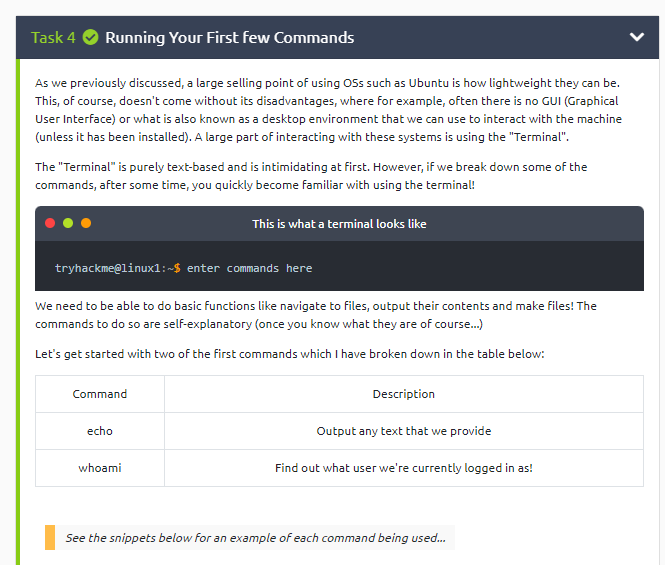 Task 4 Running Your First few Commands
As we previously discussed, a large selling point of using OSs such as Ubuntu is how lightweight they can be.
This, of course, doesn't come without its disadvantages, where for example, often there is no GUI (Graphical
User Interface) or what is also known as a desktop environment that we can use to interact with the machine
(unless it has been installed). A large part of interacting with these systems is using the "Terminal".
The "Terminal" is purely text-based and is intimidating at first. However, if we break down some of the
commands, after some time, you quickly become familiar with using the terminal!
This is what a terminal looks like
tryhackme@linux1:~$ enter commands here
We need to be able to do basic functions like navigate to files, output their contents and make files! The
commands to do so are self-explanatory (once you know what they are of course...)
Let's get started with two of the first commands which I have broken down in the table below:
Command Description
echo Output any text that we provide
whoami Find out what user we're currently logged in as!
See the snippets below for an example of each command being used...